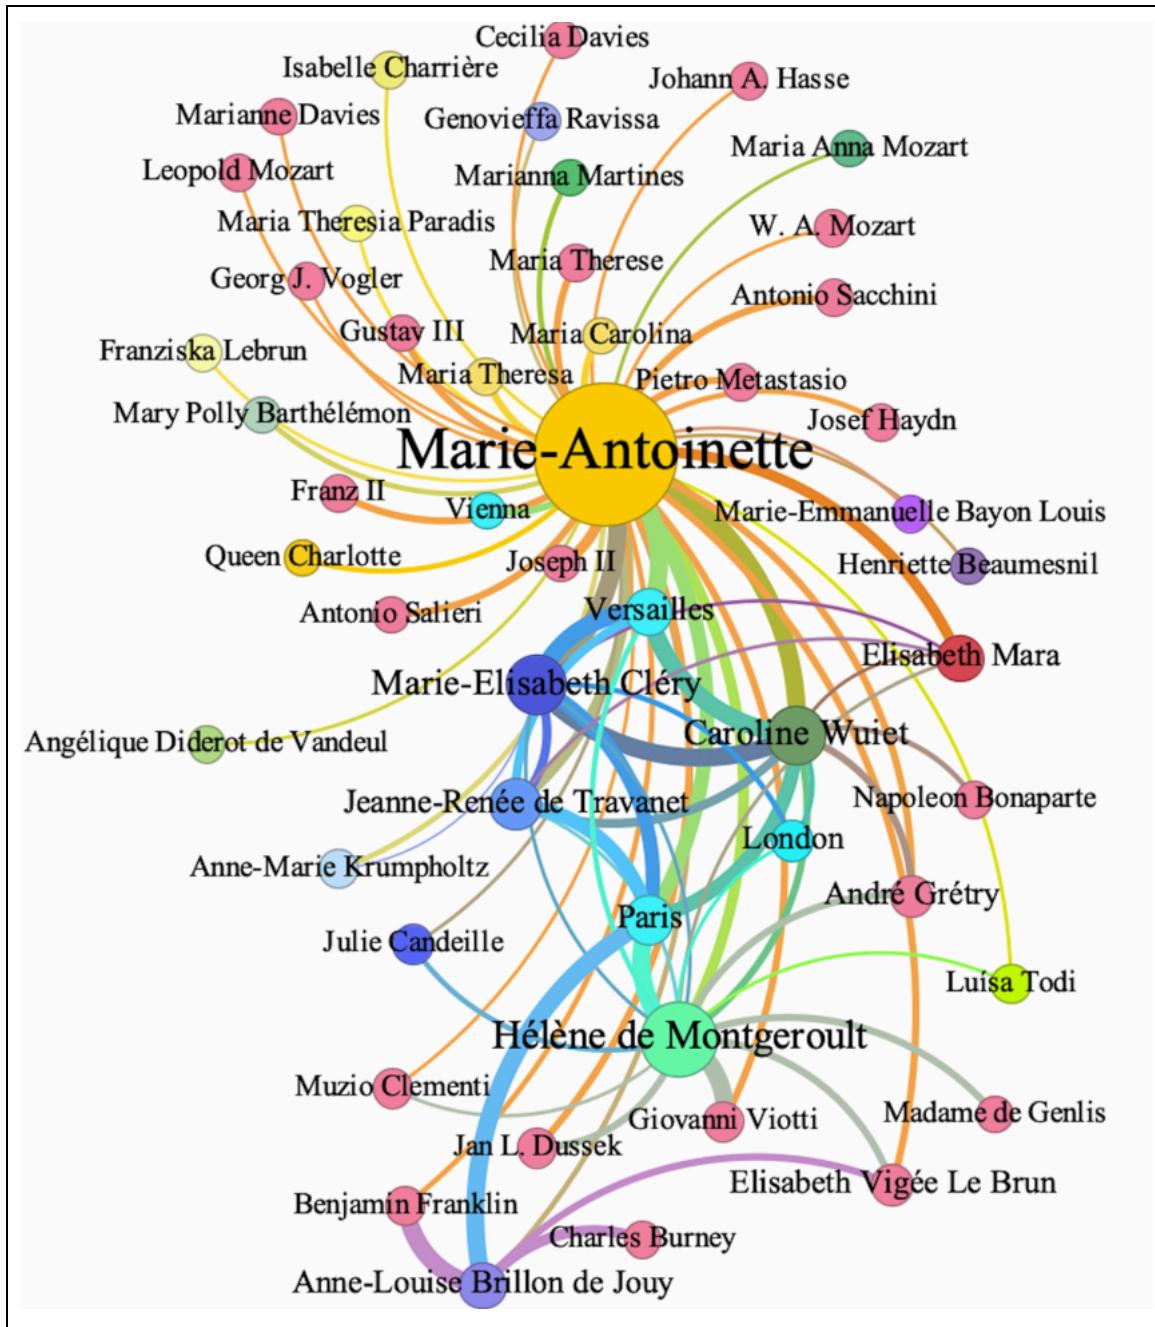 Cecilia Davies
Isabelle Charrière
Johann A. Hasse
Marianne Davies
Genovieffa Ravissa
Maria Anna Mozart
Leopold Mozart
Marianna Martines
Maria Theresia Paradis
W. A. Mozart
Maria Therese
Georg J. Vogler
Antonio Sacchini
Gustav III
Maria Carolina
Franziska Lebrun
Maria Theresa
Pietro Metastasio
Mary Polly Barthélémon
Josef Haydn
Marie-Antoinette
Franz II
Vienna
Marie-Emmanuelle Bayon Louis
Queen Charlotte
Joseph II
Henriette Beaumesnil
Antonio Salieri
Versailles
Elisabeth Mara
Marie-Elisabeth Cléry
Caroline Wuiet
Angélique Diderot de Vandeul
Jeanne-Renée de Travanet
Napoleon Bonaparte
London
Anne-Marie Krumpholtz
André Grétry
Paris
Julie Candeille
Luísa Todi
Hélène de Montgeroult
Muzio Clementi
Giovanni Viotti
Madame de Genlis
Jan L. Dussek
Elisabeth Vigée Le Brun
Benjamin Franklin
Charles Burney
Anne-Louise Brillon de Jouy